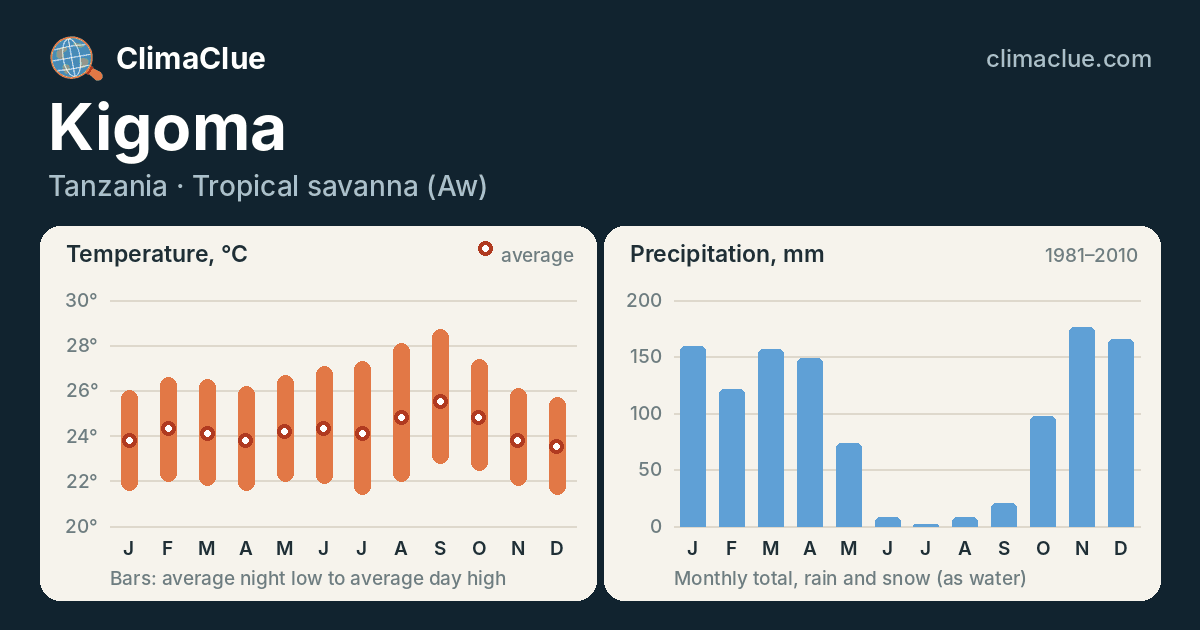 ClimaClue
climaclue.com
Kigoma
Tanzania · Tropical savanna (Aw)
Temperature, °C
average
30°
28°
26°
24°
22°
20°
J F M A M J J A S O N D
Bars: average night low to average day high
Precipitation, mm
1981–2010
200
150
100
50
0
J F M A M J J A S O N D
Monthly total, rain and snow (as water)